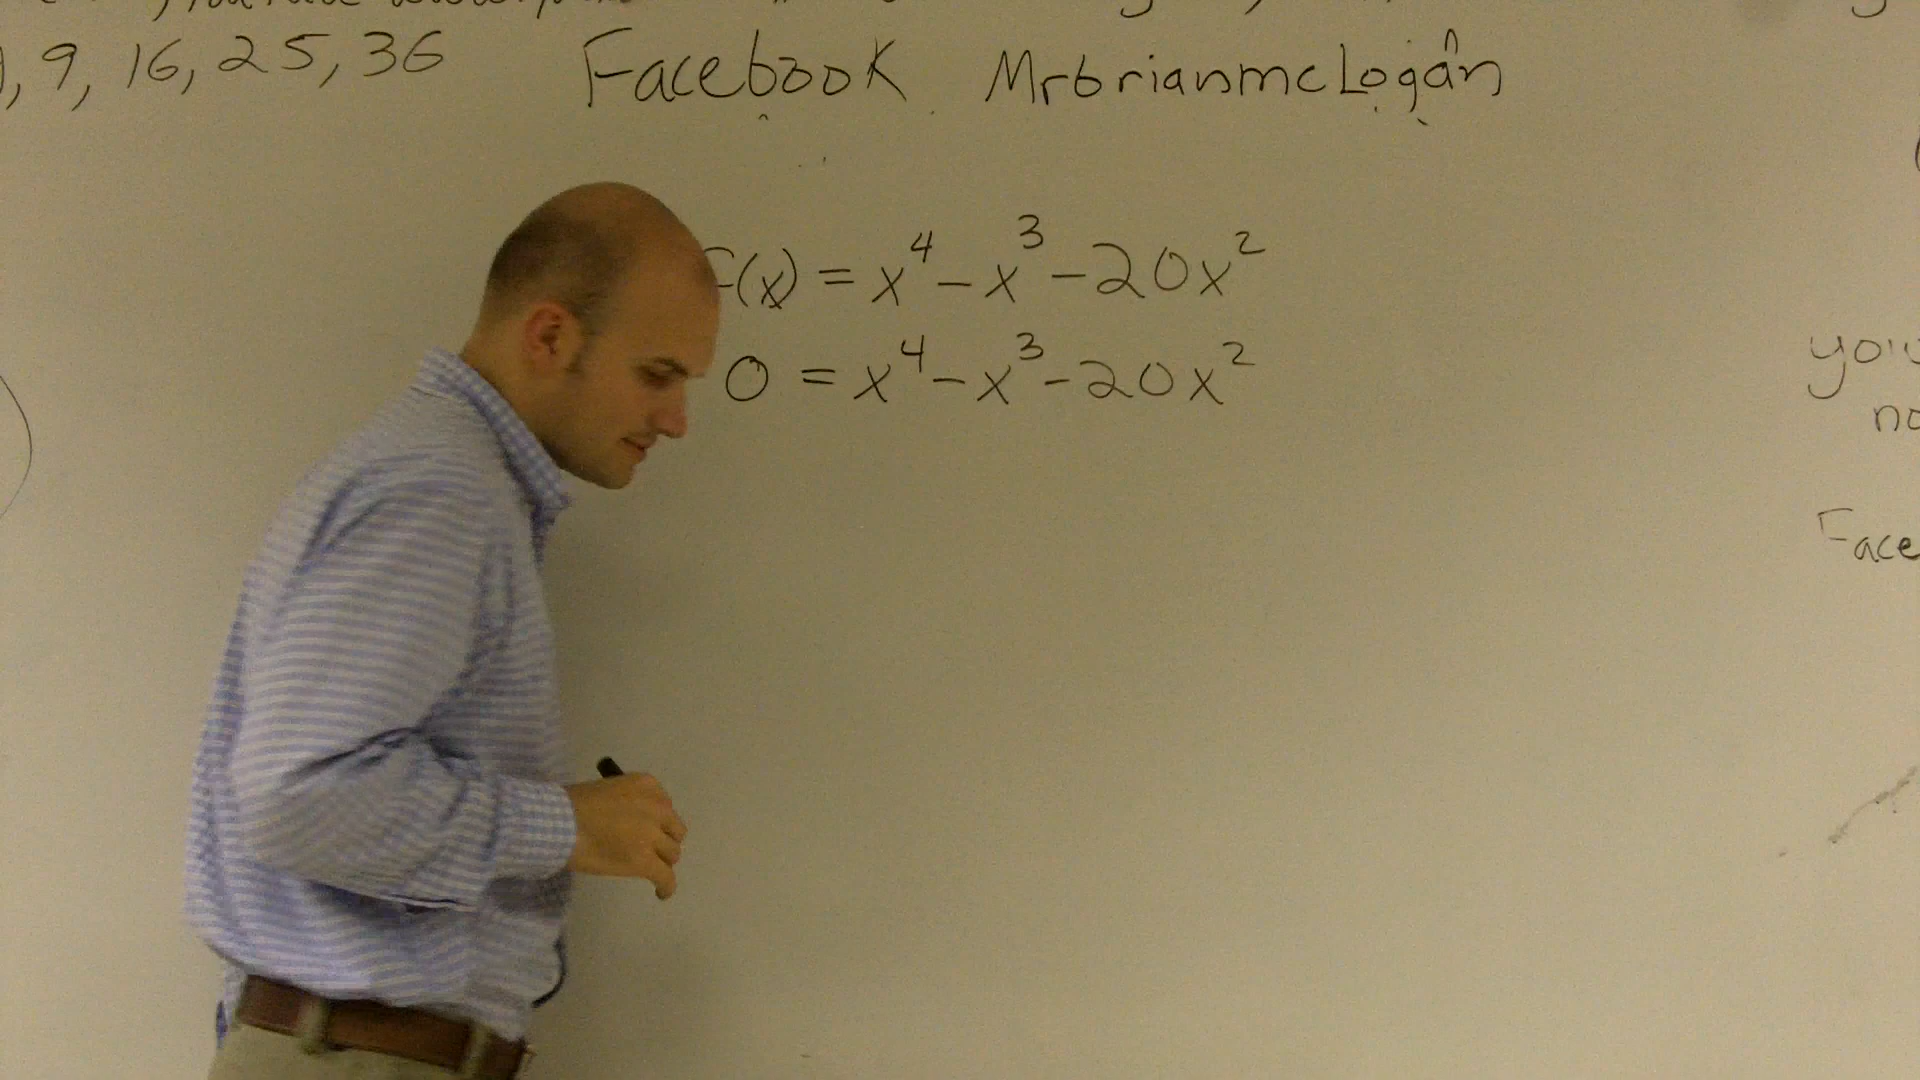 , 9, 16, 25, 36
Facebook MrbrianmcLogan
f(x) = x⁴ - x³ - 20x²
0 = x⁴ - x³ - 20x²
Face